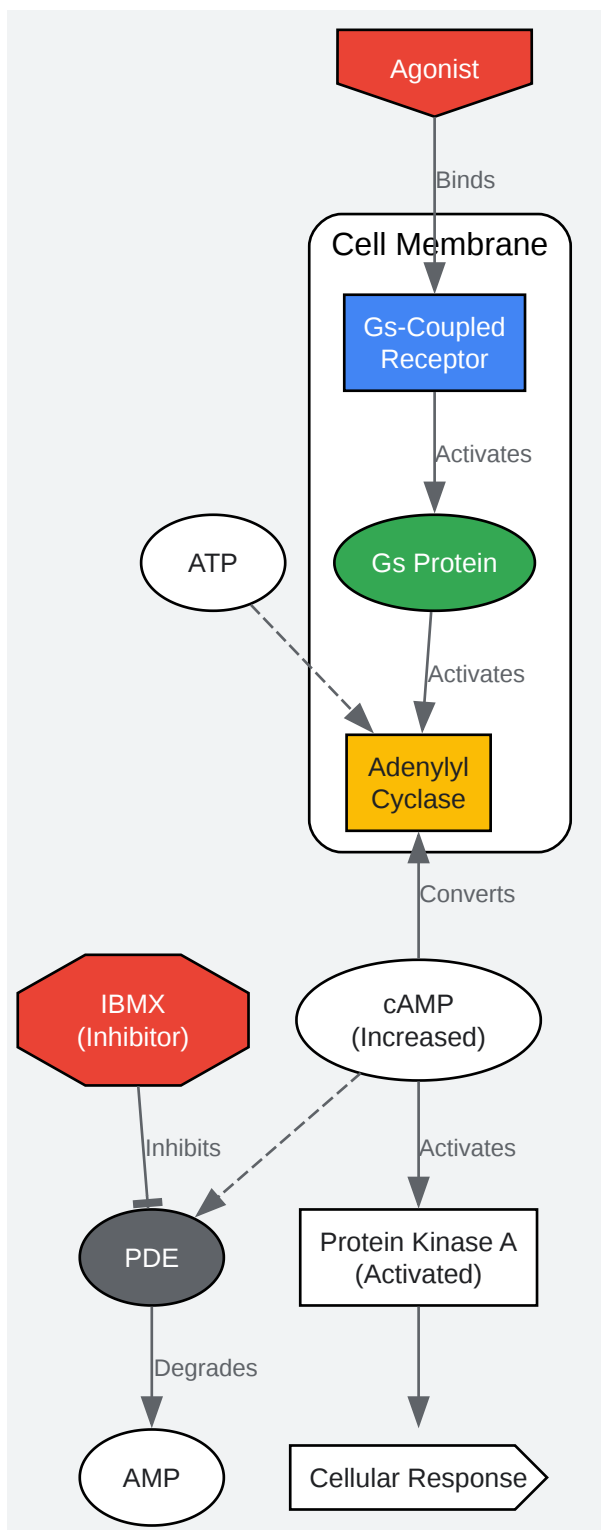 Agonist
Binds
Cell Membrane
Gs-Coupled
Receptor
Activates
ATP
Gs Protein
Activates
Adenylyl
Cyclase
Converts
IBMX
(Inhibitor)
cAMP
(Increased)
Inhibits
Activates
PDE
Protein Kinase A
(Activated)
Degrades
AMP
Cellular Response